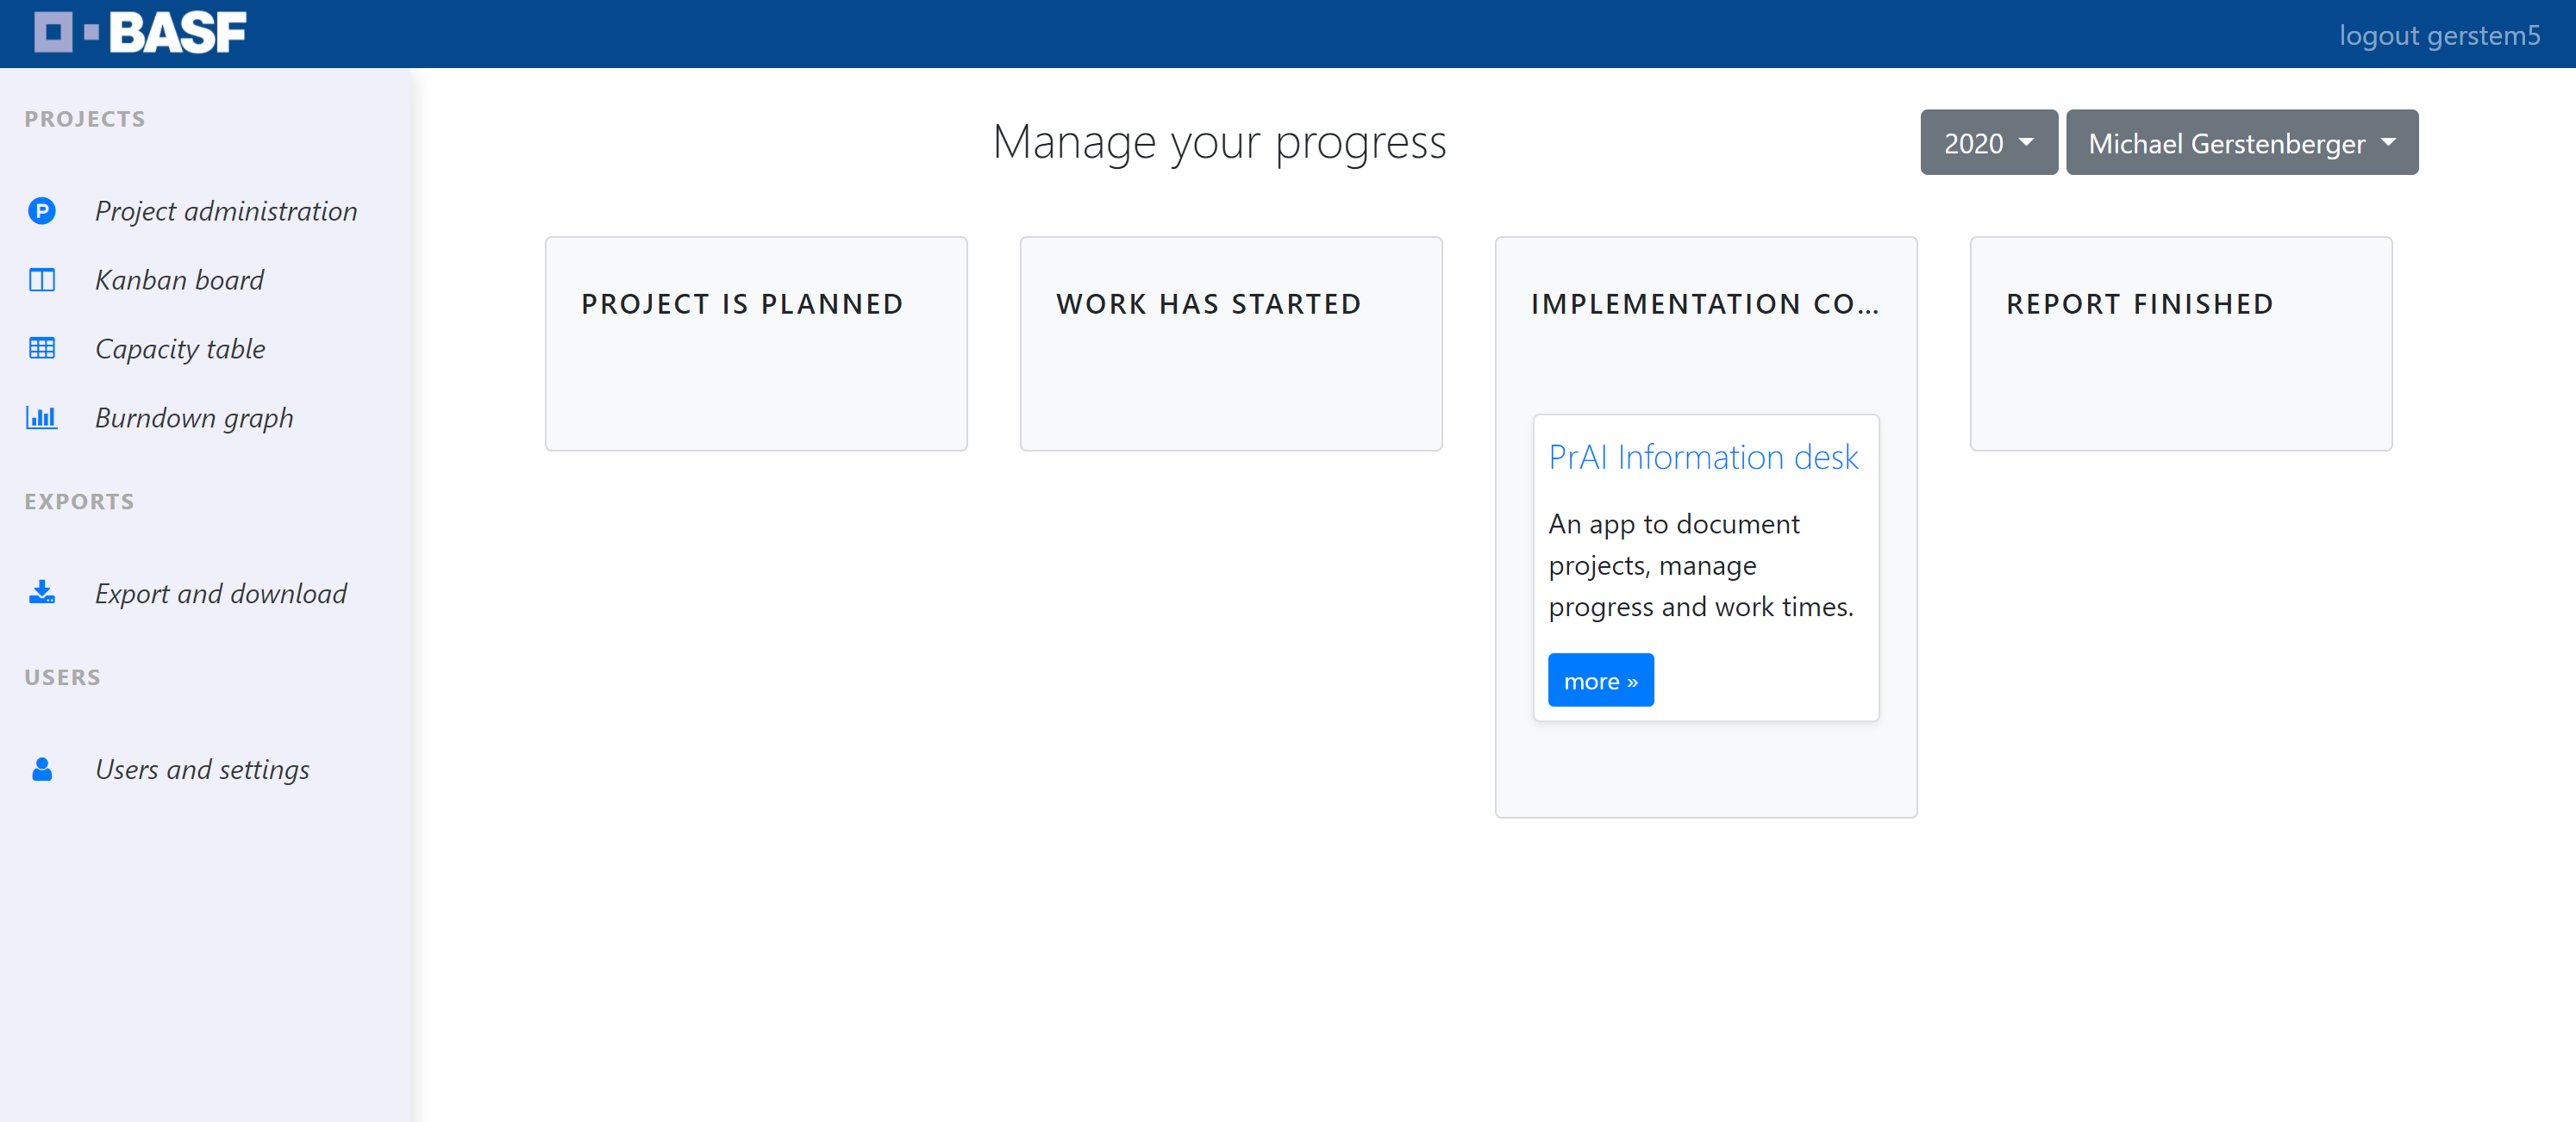 BASF
logout gerstem5
PROJECTS
Project administration
Kanban board
Capacity table
Burndown graph
EXPORTS
Export and download
USERS
Users and settings
Manage your progress
2020
Michael Gerstenberger
PROJECT IS PLANNED
WORK HAS STARTED
IMPLEMENTATION CO...
PrAI Information desk
An app to document
projects, manage
progress and work times.
more »
REPORT FINISHED